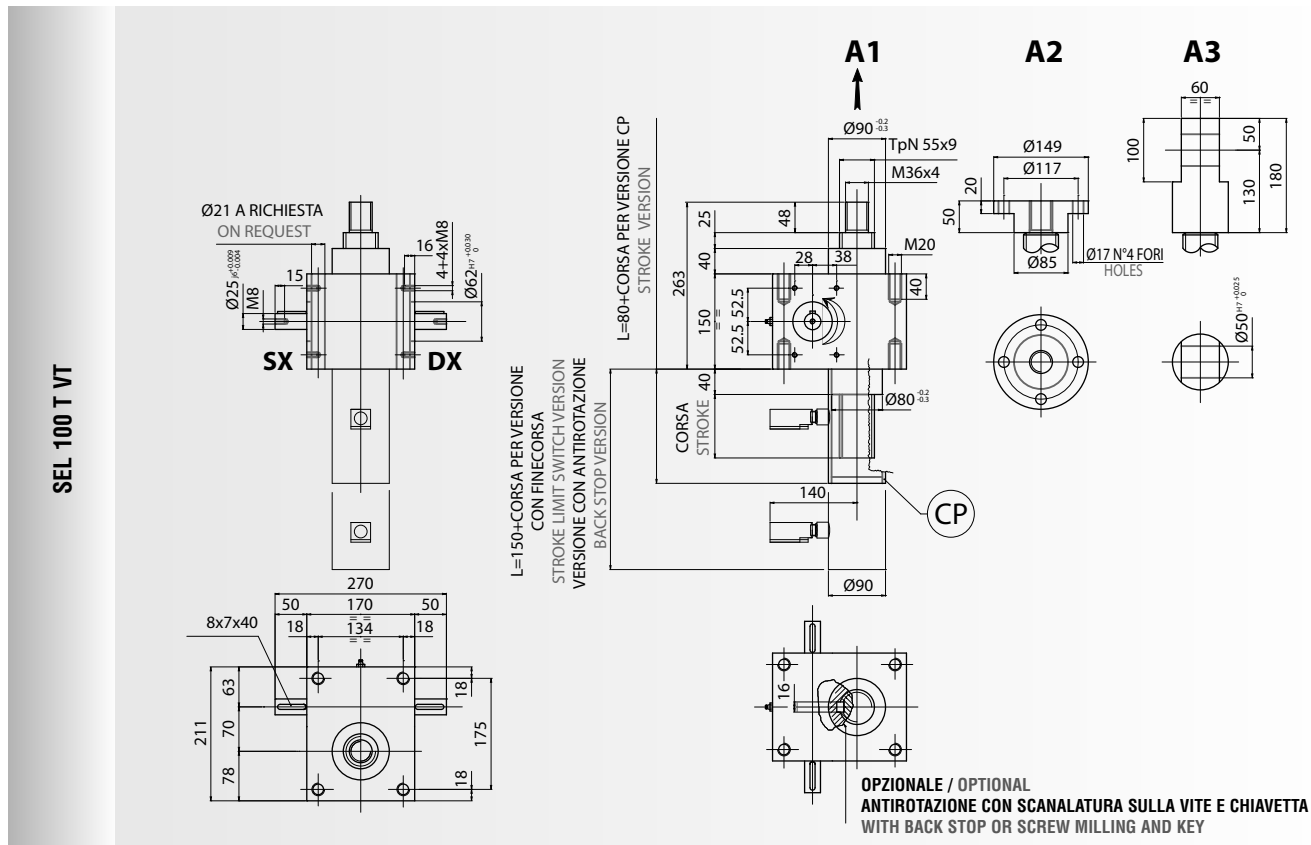 SEL 100 T VT
A1
A2
A3
Ø21 A RICHIESTA
ON REQUEST
16
4+4xM8
Ø62 H7 +0.030 0
15
Ø25 j6 +0.009 -0.004
M8
SX
DX
270
50
170
= =
50
8x7x40
18
134
= =
18
211
63
70
78
18
175
18
L=80+CORSA PER VERSIONE CP
STROKE VERSION
L=150+CORSA PER VERSIONE
CON FINECORSA
STROKE LIMIT SWITCH VERSION
VERSIONE CON ANTIROTAZIONE
BACK STOP VERSION
Ø90 -0.2 -0.3
TpN 55x9
M36x4
48
M20
28
38
40
263
25
40
150
= =
52.5
52.5
40
CORSA
STROKE
Ø80 -0.2 -0.3
140
CP
Ø90
16
Ø149
Ø117
20
50
Ø85
Ø17 N°4 FORI
HOLES
60
= =
100
50
130
180
Ø50 H7 +0.025 0
OPZIONALE / OPTIONAL
ANTIROTAZIONE CON SCANALATURA SULLA VITE E CHIAVETTA
WITH BACK STOP OR SCREW MILLING AND KEY